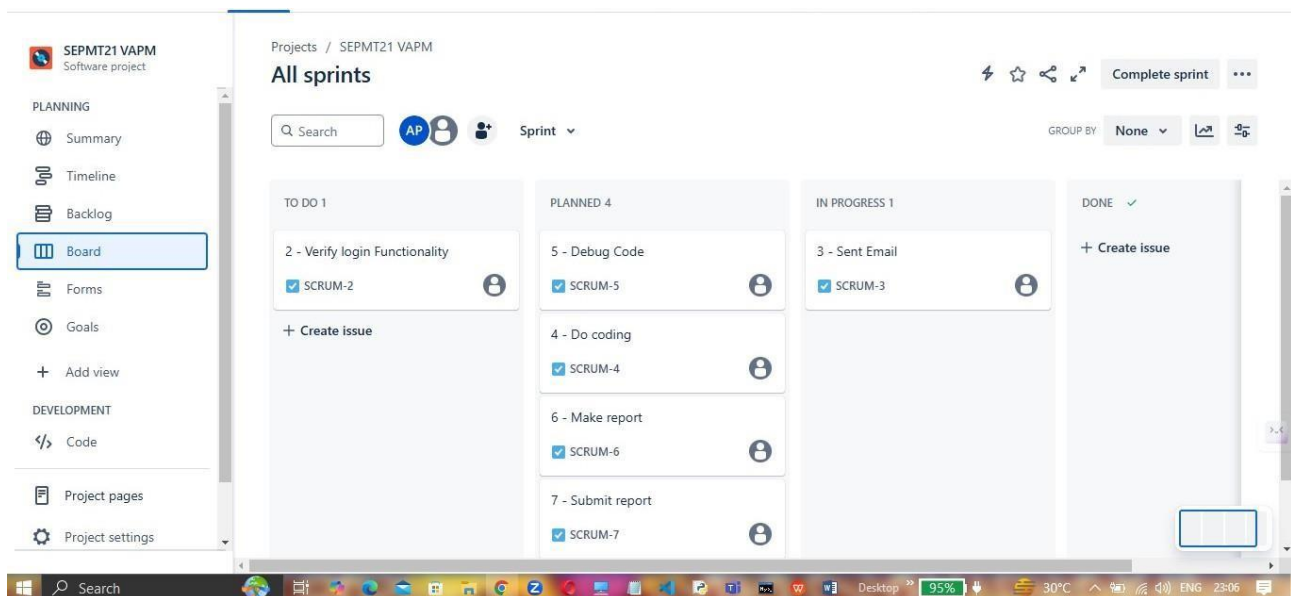 SEPMT21 VAPM
Software project
PLANNING
Summary
Timeline
Backlog
Board
Forms
Goals
+ Add view
DEVELOPMENT
</> Code
Project pages
Project settings
Projects / SEPMT21 VAPM
All sprints
Complete sprint
Search
AP
Sprint
GROUP BY None
TO DO 1
2 - Verify login Functionality
SCRUM-2
+ Create issue
PLANNED 4
5 - Debug Code
SCRUM-5
4 - Do coding
SCRUM-4
6 - Make report
SCRUM-6
7 - Submit report
SCRUM-7
IN PROGRESS 1
3 - Sent Email
SCRUM-3
DONE
+ Create issue
Search
Desktop
95%
30°C
ENG 23:06